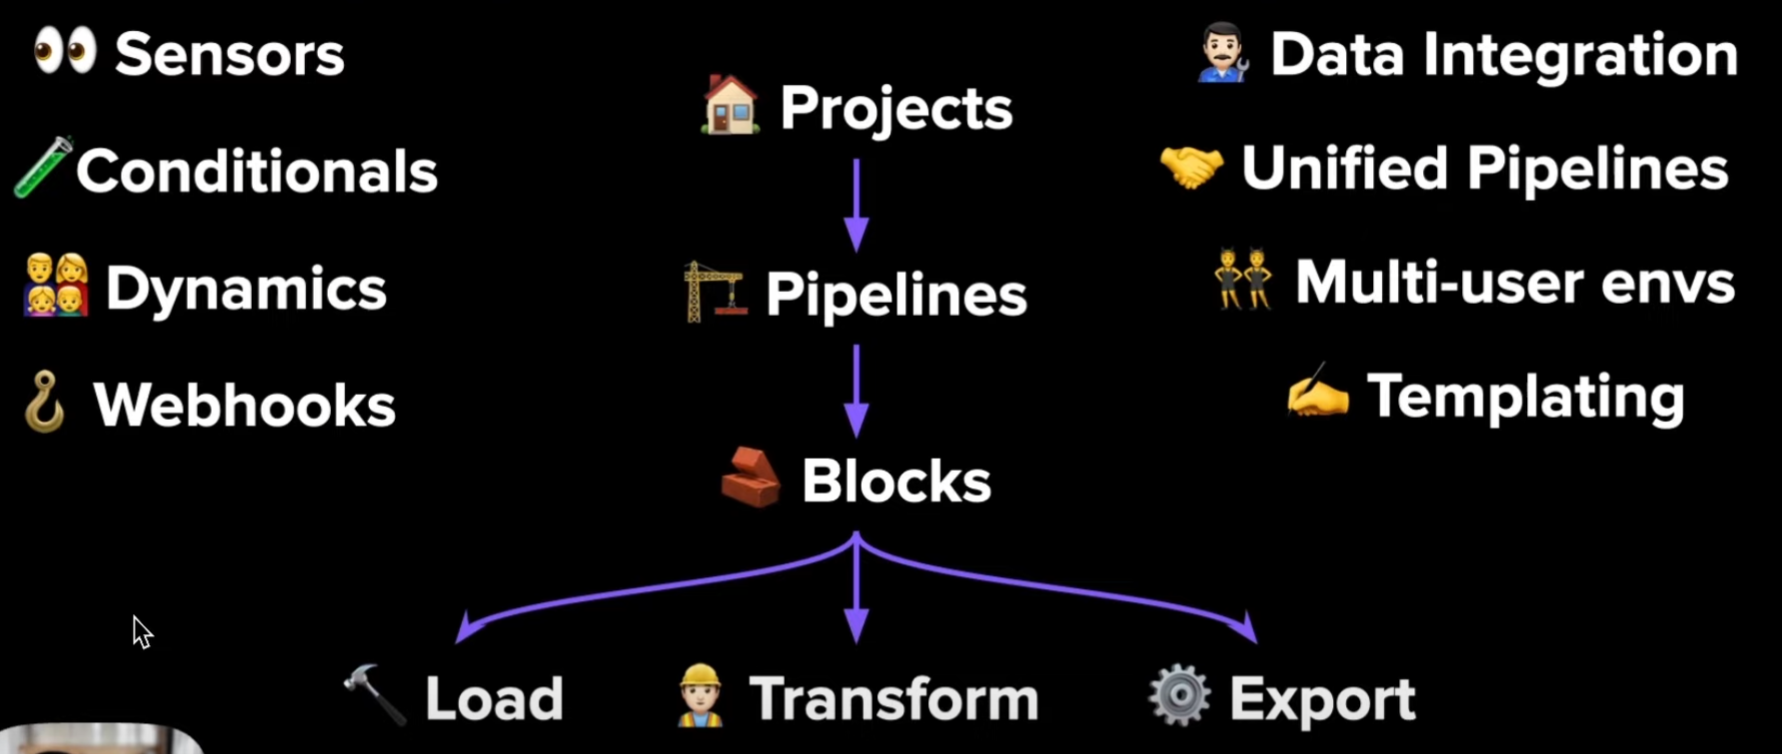 Sensors
Conditionals
Dynamics
Webhooks
Projects
Pipelines
Blocks
Load
Transform
Export
Data Integration
Unified Pipelines
Multi-user envs
Templating